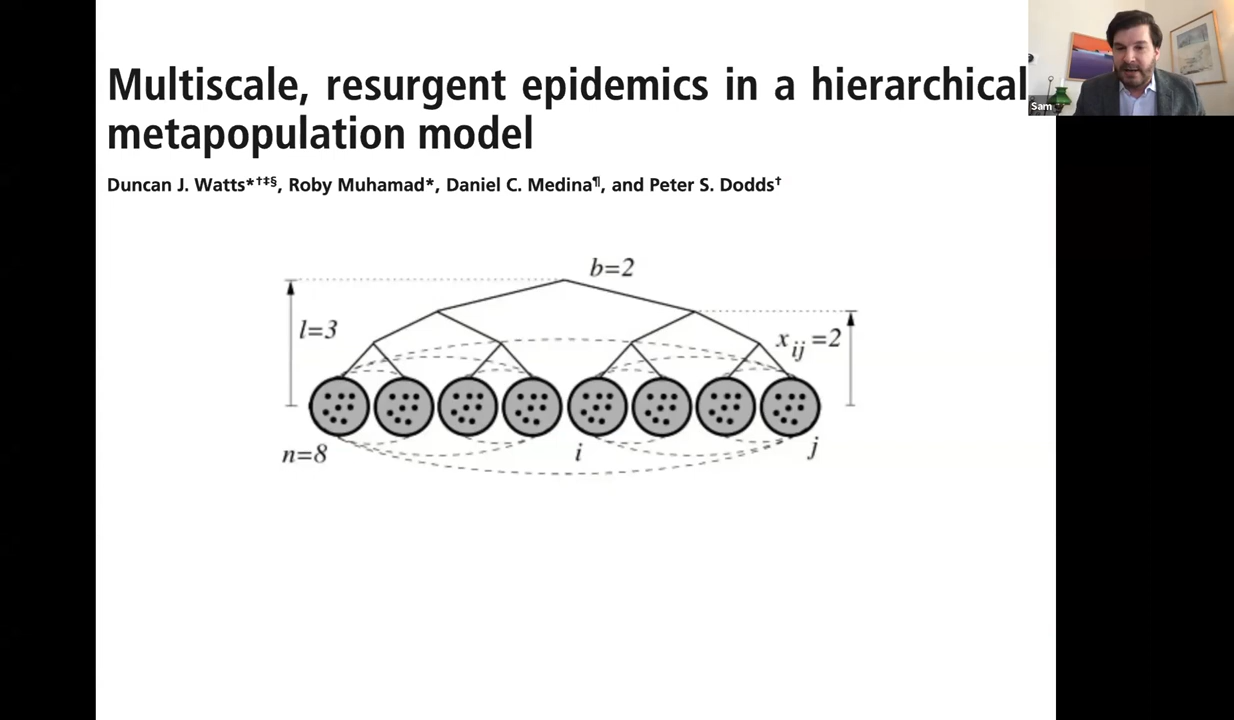 Multiscale, resurgent epidemics in a hierarchical
metapopulation model
Duncan J. Watts*†‡§, Roby Muhamad*, Daniel C. Medina¶, and Peter S. Dodds†
Sam
b=2
l=3
x_ij=2
n=8
i
j